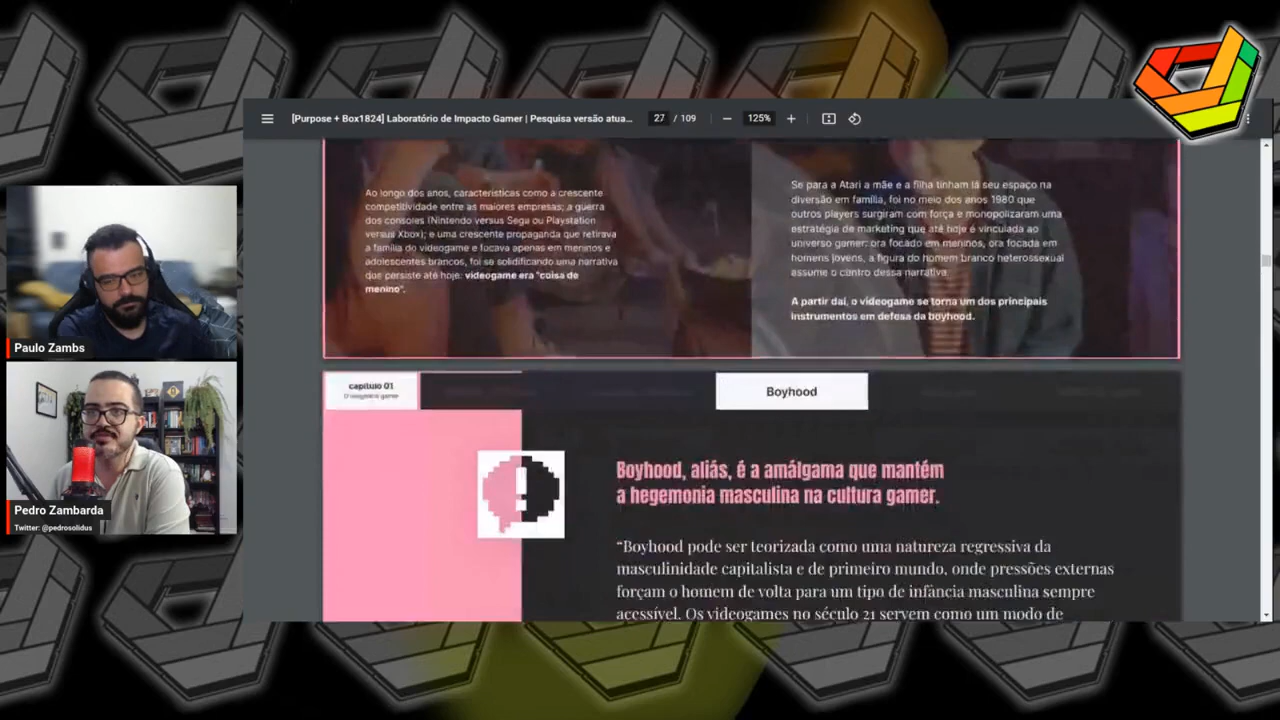 [Purpose + Box1824] Laboratório de Impacto Gamer | Pesquisa versão atua...
27 / 109
125%
Ao longo dos anos, características como a crescente
competitividade entre as maiores empresas; a guerra
dos consoles (Nintendo versus Sega ou Playstation
versus Xbox); e uma crescente propaganda que retirava
a família do videogame e focava apenas em meninos e
adolescentes brancos, foi se solidificando uma narrativa
que persiste até hoje: videogame era "coisa de
menino".
Se para a Atari a mãe e a filha tinham lá seu espaço na
diversão em família, foi no meio dos anos 1980 que
outros players surgiram com força e monopolizaram uma
estratégia de marketing que até hoje é vinculada ao
universo gamer: ora focado em meninos, ora focada em
homens jovens, a figura do homem branco heterossexual
assume o centro dessa narrativa.
A partir daí, o videogame se torna um dos principais
instrumentos em defesa da boyhood.
capítulo 01
O imaginário gamer
Boyhood
Boyhood, aliás, é a amálgama que mantém
a hegemonia masculina na cultura gamer.
“Boyhood pode ser teorizada como uma natureza regressiva da
masculinidade capitalista e de primeiro mundo, onde pressões externas
forçam o homem de volta para um tipo de infância masculina sempre
acessível. Os videogames no século 21 servem como um modo de
Paulo Zambs
Pedro Zambarda
Twitter: @pedrosolidus